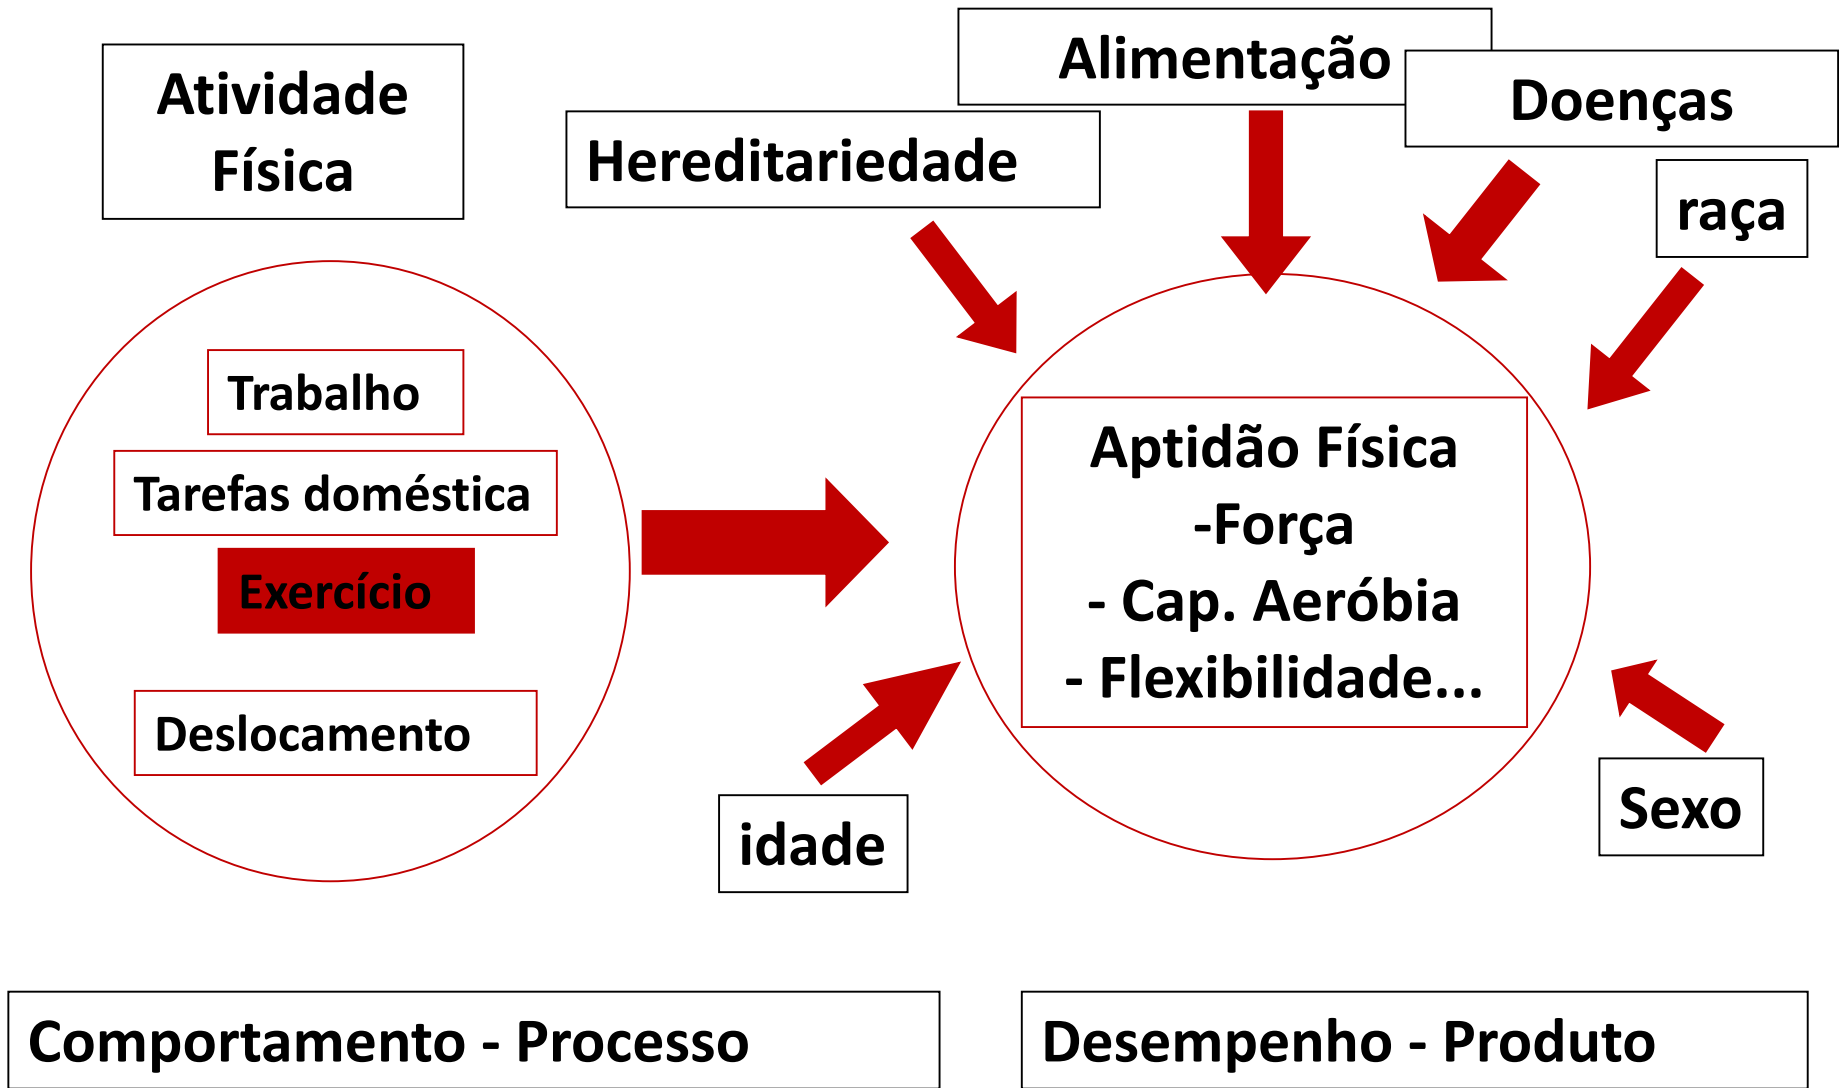 Atividade
Física
Hereditariedade
Alimentação
Doenças
raça
Trabalho
Tarefas doméstica
Exercício
Deslocamento
Aptidão Física
-Força
- Cap. Aeróbia
- Flexibilidade...
idade
Sexo
Comportamento - Processo
Desempenho - Produto